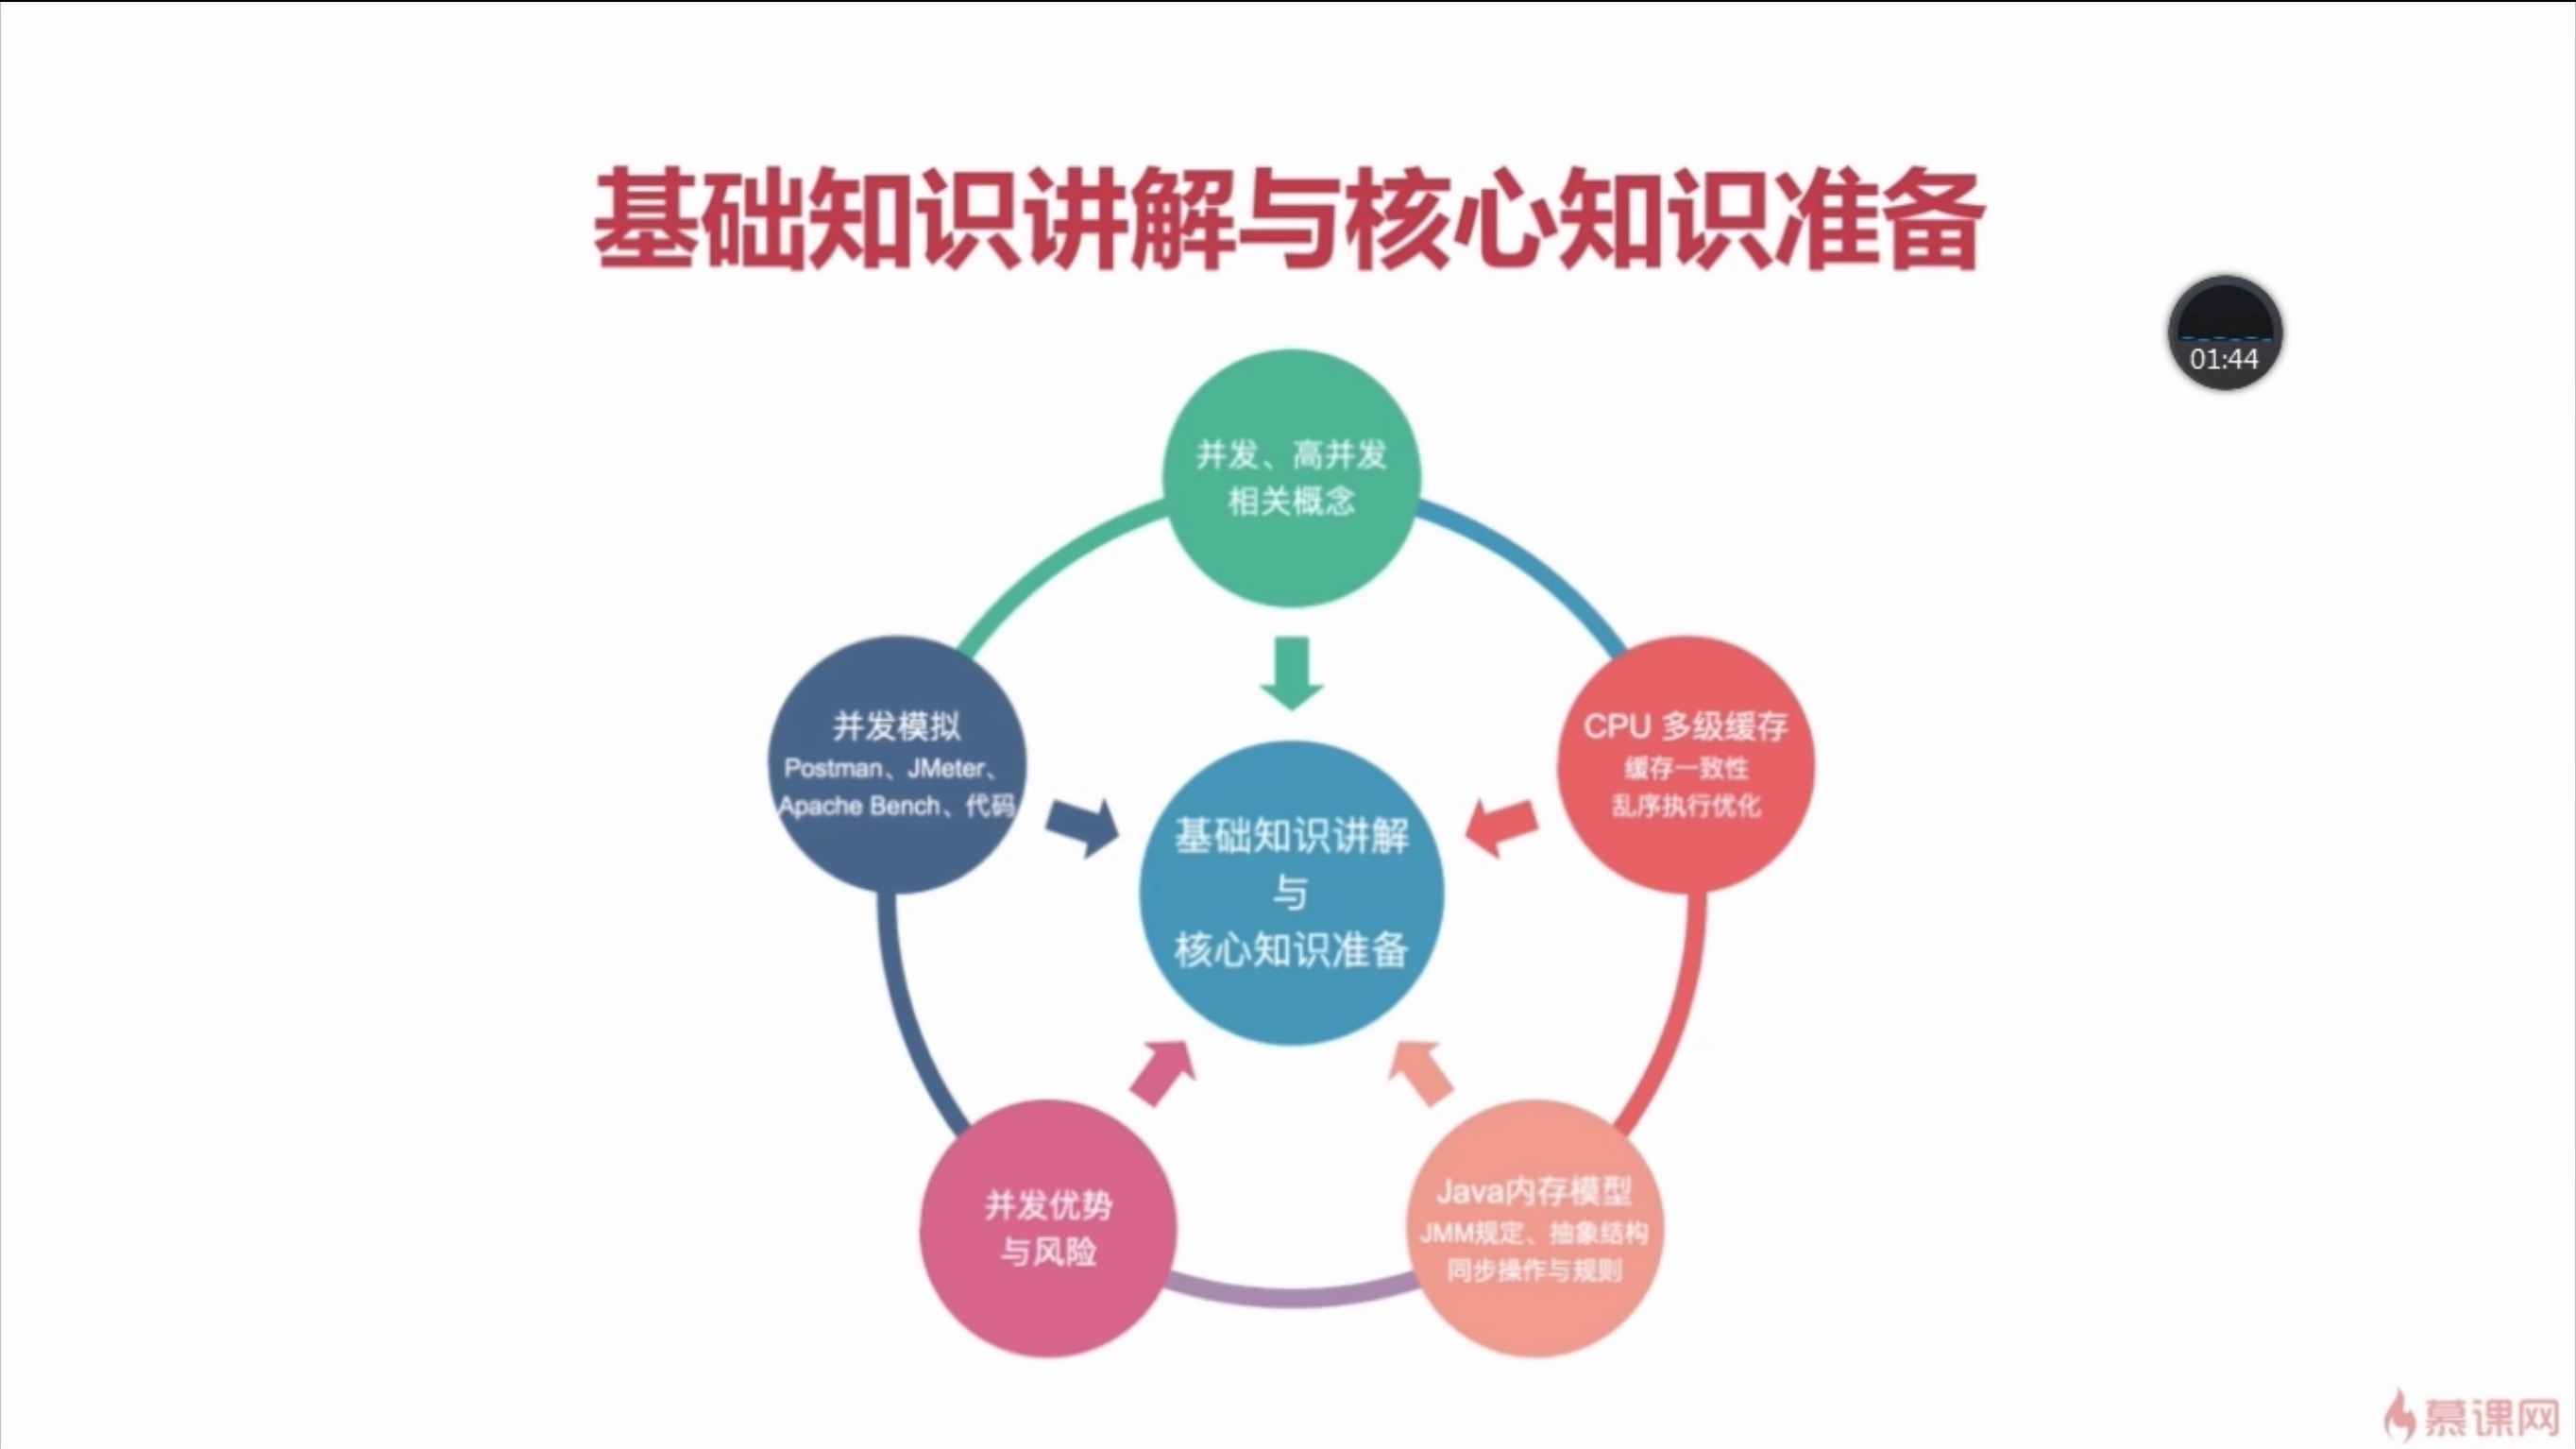 基础知识讲解与核心知识准备
01:44
并发、高并发
相关概念
并发模拟
Postman、JMeter、
Apache Bench、代码
CPU 多级缓存
缓存一致性
乱序执行优化
基础知识讲解
与
核心知识准备
并发优势
与风险
Java内存模型
JMM规定、抽象结构
同步操作与规则
慕课网